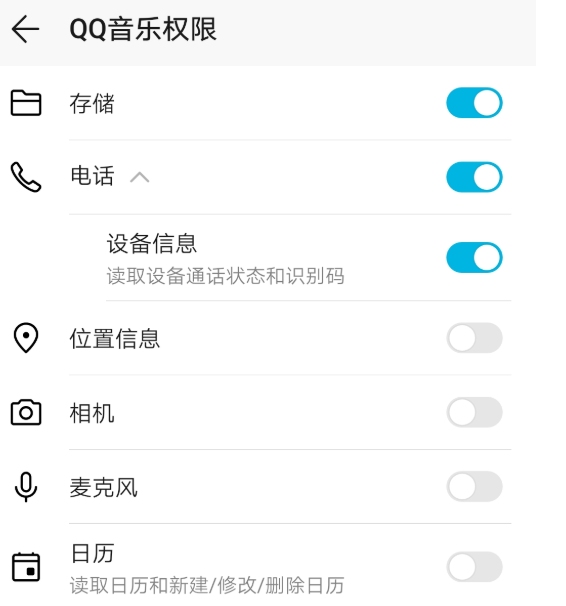 QQ音乐权限
存储
电话
设备信息
读取设备通话状态和识别码
位置信息
相机
麦克风
日历
读取日历和新建/修改/删除日历